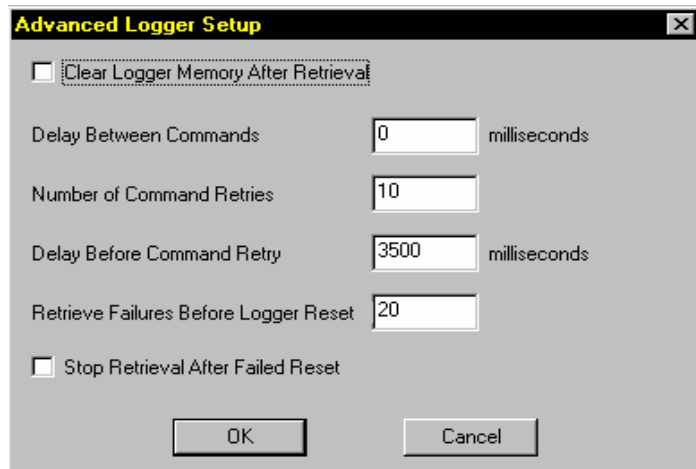 Advanced Logger Setup
Clear Logger Memory After Retrieval
Delay Between Commands 0 milliseconds
Number of Command Retries 10
Delay Before Command Retry 3500 milliseconds
Retrieve Failures Before Logger Reset 20
Stop Retrieval After Failed Reset
OK Cancel